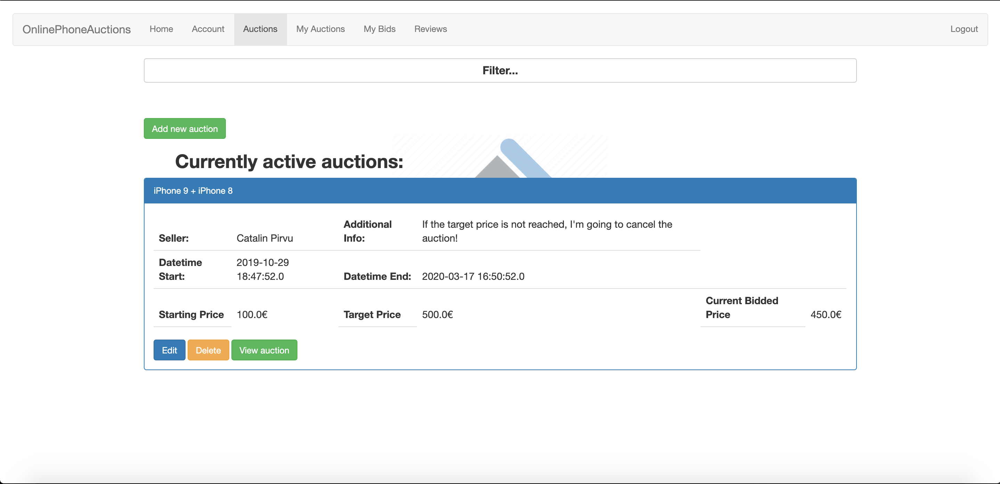 OnlinePhoneAuctions Home Account Auctions My Auctions My Bids Reviews Logout
Filter...
Add new auction
Currently active auctions:
iPhone 9 + iPhone 8
Seller: Catalin Pirvu Additional Info: If the target price is not reached, I'm going to cancel the
auction!
Datetime Start: 2019-10-29 18:47:52.0 Datetime End: 2020-03-17 16:50:52.0
Starting Price 100.0€ Target Price 500.0€ Current Bidded Price 450.0€
Edit Delete View auction